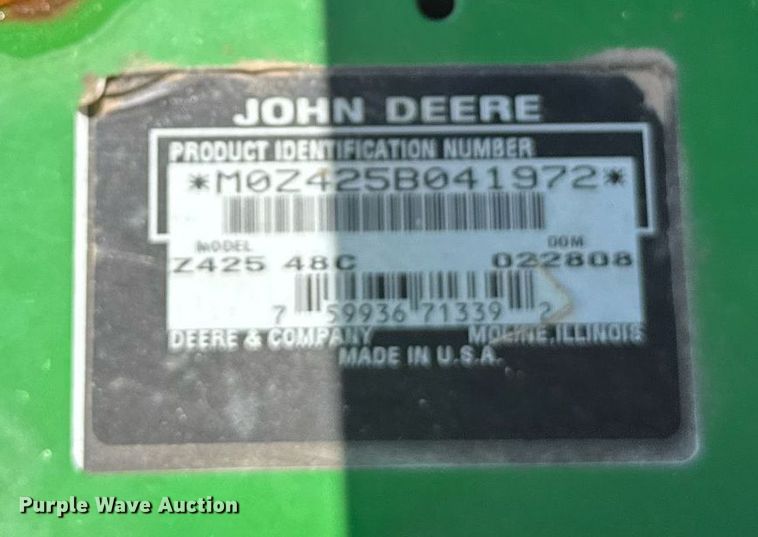 JOHN DEERE
PRODUCT IDENTIFICATION NUMBER
*M0Z425B041972*
MODEL DOM
Z425 48C 022808
7 59936 71339 2
DEERE & COMPANY MOLINE, ILLINOIS
MADE IN U.S.A.
Purple Wave Auction